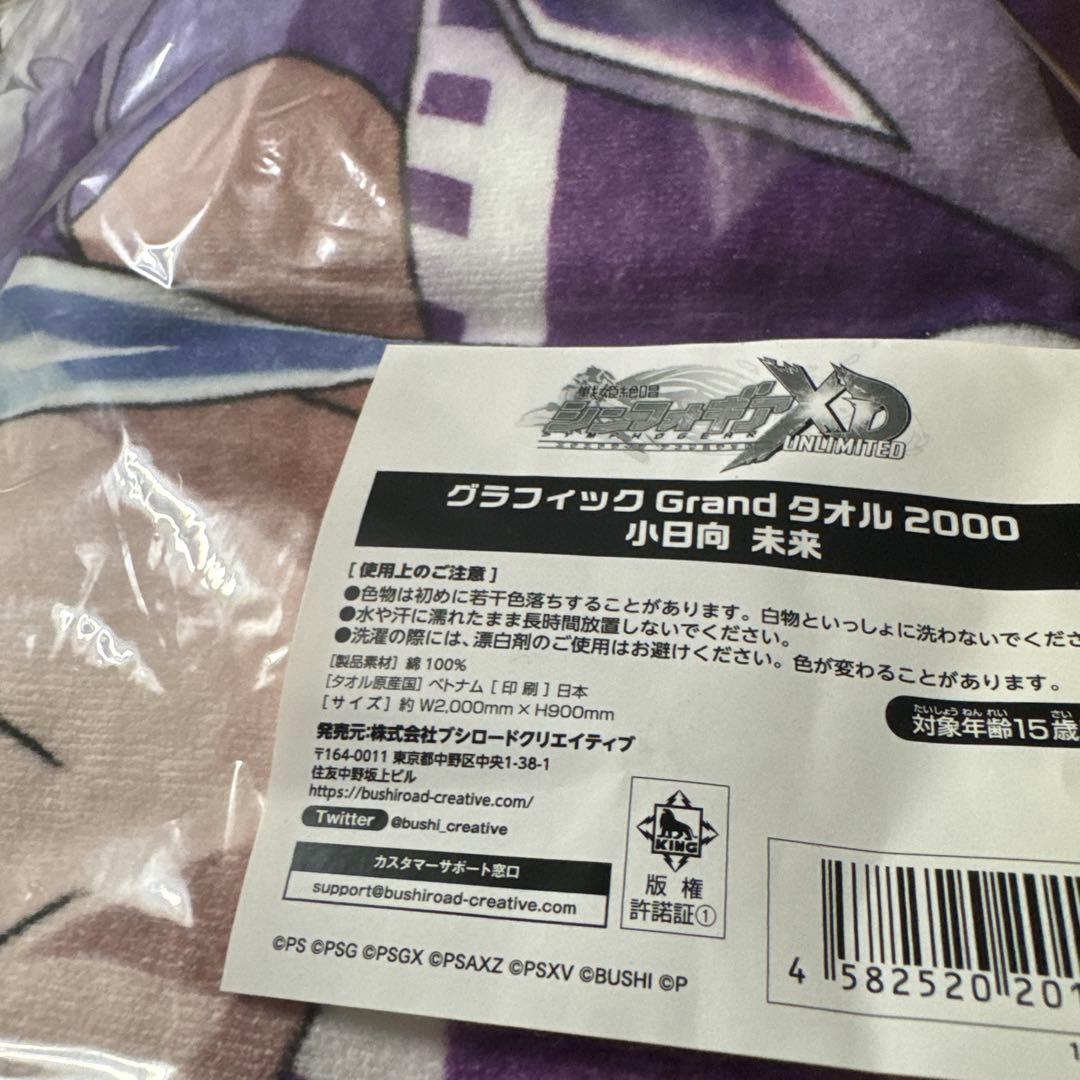 戦姫絶唱
シンフォギアXD
SYMPHOGEAR
UNLIMITED
グラフィック Grand タオル 2000
小日向 未来
[ 使用上のご注意 ]
●色物は初めに若干色落ちすることがあります。白物といっしょに洗わないでくださ
●水や汗に濡れたまま長時間放置しないでください。
●洗濯の際には、漂白剤のご使用はお避けください。色が変わることがあります。
[製品素材] 綿 100%
[タオル原産国] ベトナム [ 印刷 ] 日本
[ サイズ ] 約 W2,000mm × H900mm
たいしょう ねん れい さい
対象年齢15歳
発売元:株式会社ブシロードクリエイティブ
〒164-0011 東京都中野区中央1-38-1
住友中野坂上ビル
https://bushiroad-creative.com/
Twitter @bushi_creative
カスタマーサポート窓口
support@bushiroad-creative.com
KING
版権
許諾証①
©PS ©PSG ©PSGX ©PSAXZ ©PSXV ©BUSHI ©P
4 582520 201